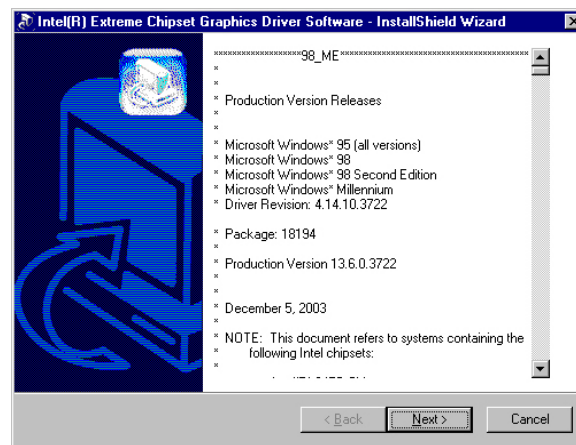 Intel(R) Extreme Chipset Graphics Driver Software - InstallShield Wizard
******************98_ME****************************************
*
*
* Production Version Releases
*
*
* Microsoft Windows* 95 (all versions)
* Microsoft Windows* 98
* Microsoft Windows* 98 Second Edition
* Microsoft Windows* Millennium
* Driver Revision: 4.14.10.3722
*
* Package: 18194
*
* Production Version 13.6.0.3722
*
*
* December 5, 2003
*
* NOTE: This document refers to systems containing the
* following Intel chipsets:
*
< Back
Next >
Cancel